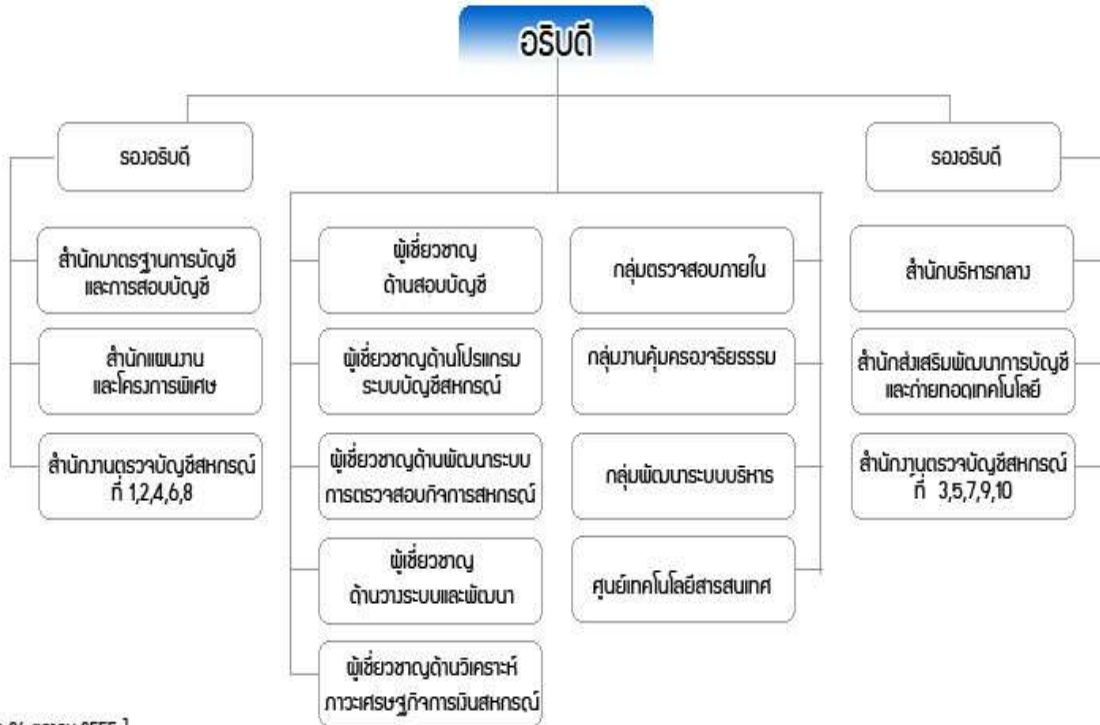 อธิบดี
รองอธิบดี
รองอธิบดี
สำนักมาตรฐานการบัญชี
และการสอบบัญชี
สำนักแผนงาน
และโครงการพิเศษ
สำนักงานตรวจบัญชีสหกรณ์
ที่ 1,2,4,6,8
ผู้เชี่ยวชาญ
ด้านสอบบัญชี
ผู้เชี่ยวชาญด้านโปรแกรม
ระบบบัญชีสหกรณ์
ผู้เชี่ยวชาญด้านพัฒนาระบบ
การตรวจสอบกิจการสหกรณ์
ผู้เชี่ยวชาญ
ด้านวางระบบและพัฒนา
ผู้เชี่ยวชาญด้านวิเคราะห์
ภาวะเศรษฐกิจการเงินสหกรณ์
กลุ่มตรวจสอบภายใน
กลุ่มงานคุ้มครองจริยธรรม
กลุ่มพัฒนาระบบบริหาร
ศูนย์เทคโนโลยีสารสนเทศ
สำนักบริหารกลาง
สำนักส่งเสริมพัฒนาการบัญชี
และถ่ายทอดเทคโนโลยี
สำนักงานตรวจบัญชีสหกรณ์
ที่ 3,5,7,9,10